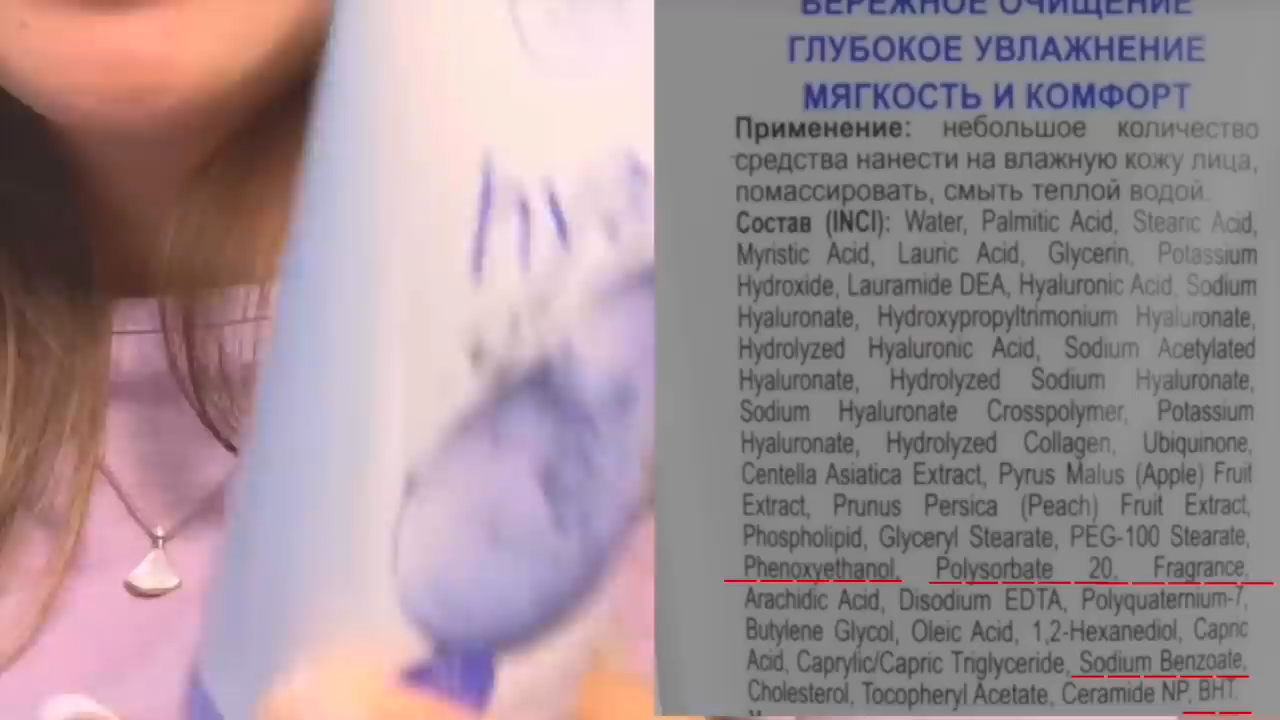 БЕРЕЖНОЕ ОЧИЩЕНИЕ
ГЛУБОКОЕ УВЛАЖНЕНИЕ
МЯГКОСТЬ И КОМФОРТ
Применение: небольшое количество
средства нанести на влажную кожу лица,
помассировать, смыть теплой водой.
Состав (INCI): Water, Palmitic Acid, Stearic Acid,
Myristic Acid, Lauric Acid, Glycerin, Potassium
Hydroxide, Lauramide DEA, Hyaluronic Acid, Sodium
Hyaluronate, Hydroxypropyltrimonium Hyaluronate,
Hydrolyzed Hyaluronic Acid, Sodium Acetylated
Hyaluronate, Hydrolyzed Sodium Hyaluronate,
Sodium Hyaluronate Crosspolymer, Potassium
Hyaluronate, Hydrolyzed Collagen, Ubiquinone,
Centella Asiatica Extract, Pyrus Malus (Apple) Fruit
Extract, Prunus Persica (Peach) Fruit Extract,
Phospholipid, Glyceryl Stearate, PEG-100 Stearate,
Phenoxyethanol, Polysorbate 20, Fragrance,
Arachidic Acid, Disodium EDTA, Polyquaternium-7,
Butylene Glycol, Oleic Acid, 1,2-Hexanediol, Capric
Acid, Caprylic/Capric Triglyceride, Sodium Benzoate,
Cholesterol, Tocopheryl Acetate, Ceramide NP, BHT.